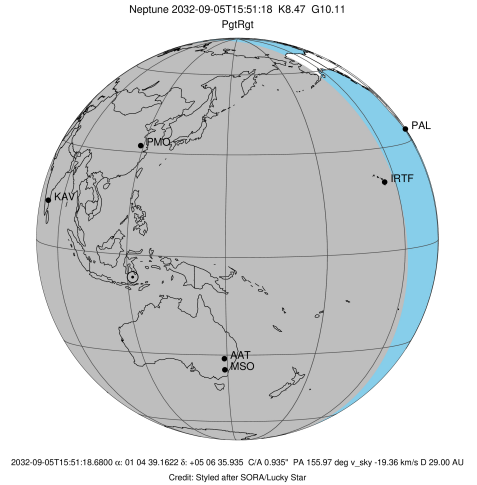 Neptune 2032-09-05T15:51:18 K8.47 G10.11
PgtRgt
PAL
PMO
IRTF
KAV
AAT
MSO
2032-09-05T15:51:18.6800 α: 01 04 39.1622 δ: +05 06 35.935 C/A 0.935" PA 155.97 deg v_sky -19.36 km/s D 29.00 AU
Credit: Styled after SORA/Lucky Star